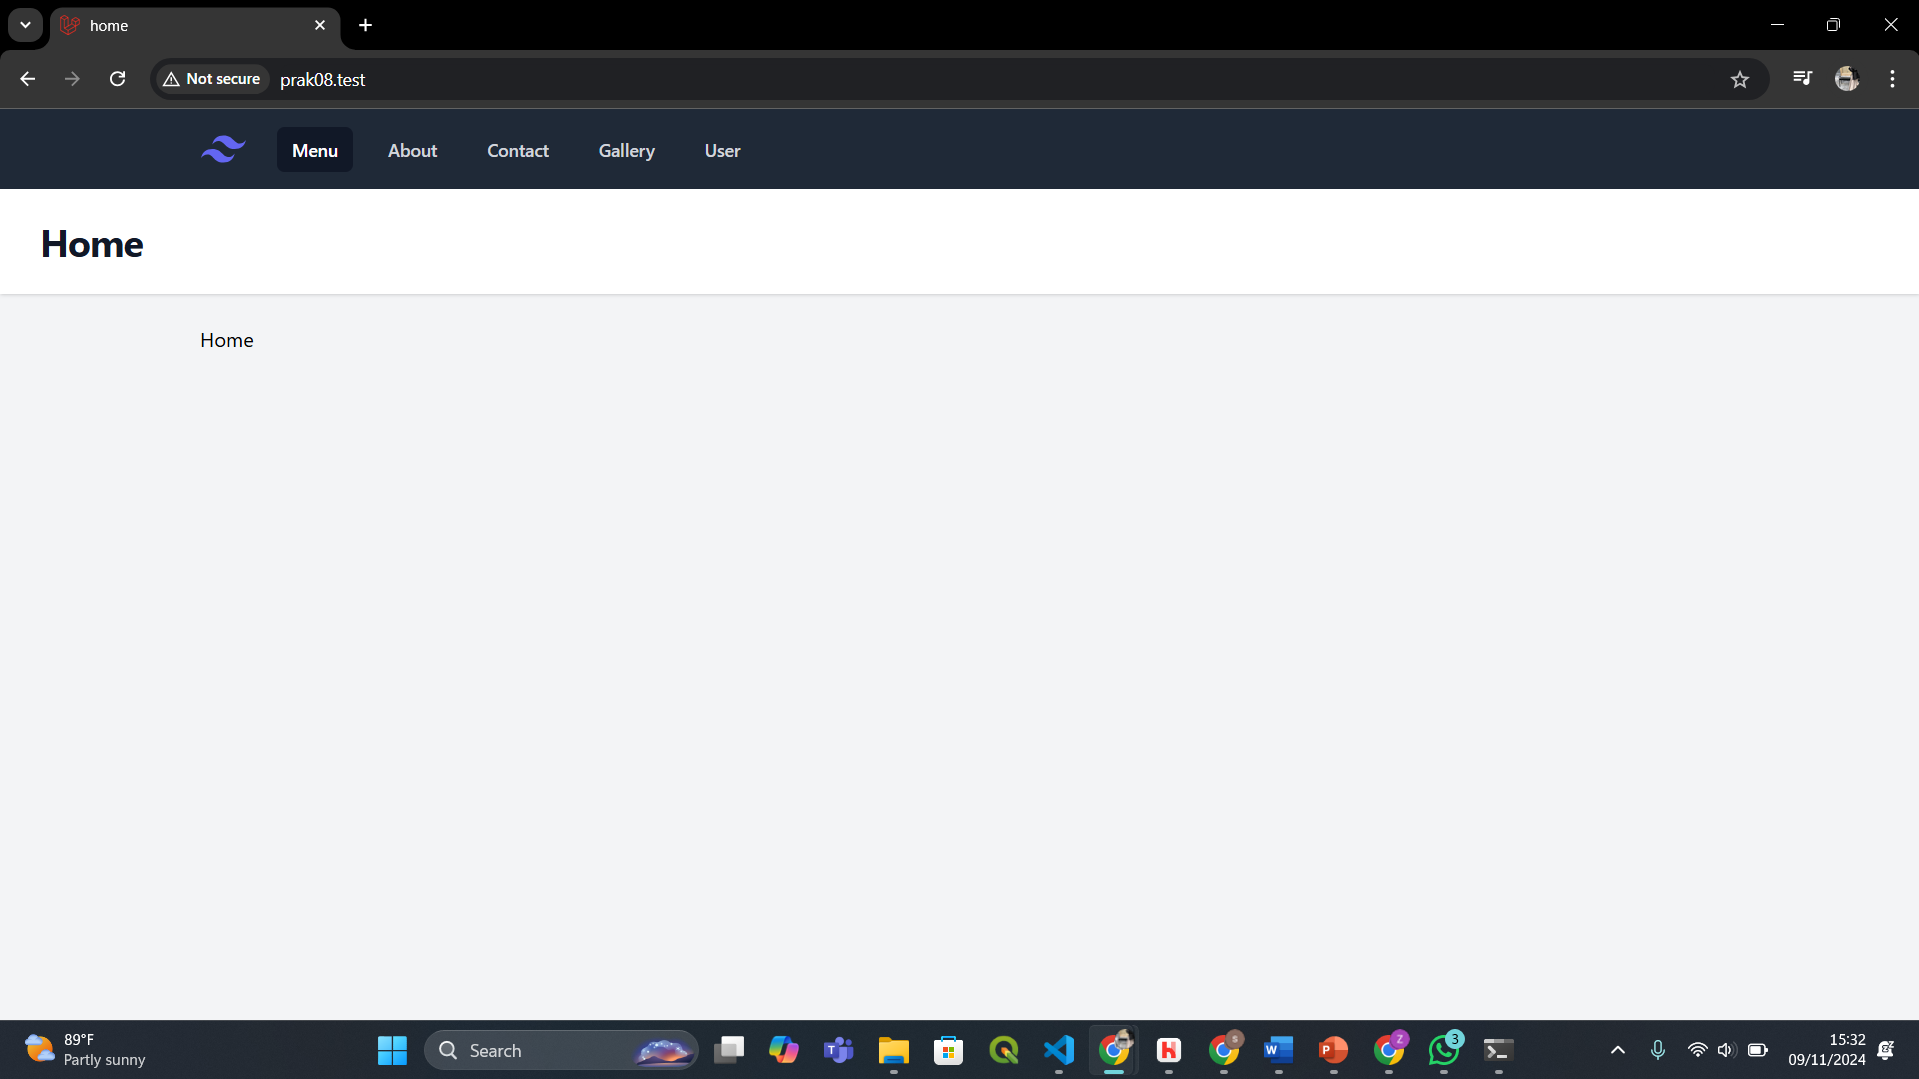 home
Not secure
prak08.test
Menu
About
Contact
Gallery
User
Home
Home
89°F
Partly sunny
Search
3
15:32
09/11/2024